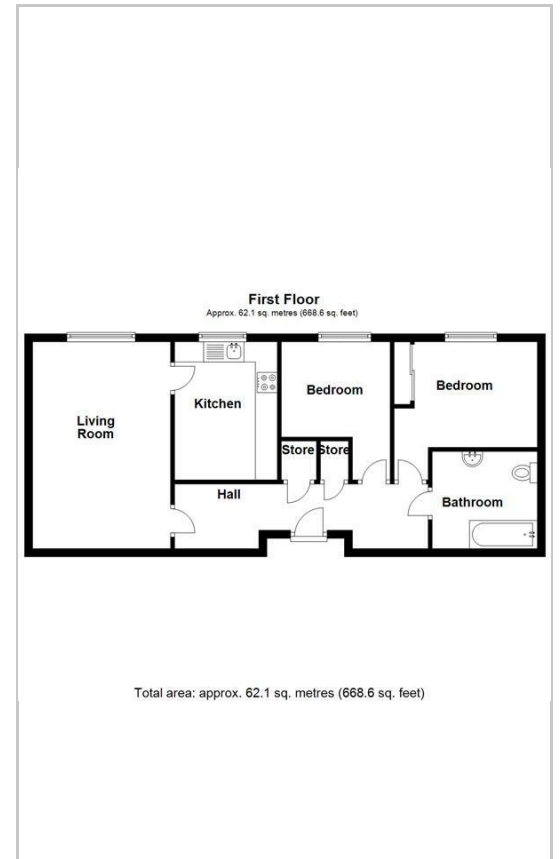 First Floor
Approx. 62.1 sq. metres (668.6 sq. feet)
Living
Room
Kitchen
Bedroom
Bedroom
Store
Store
Hall
Bathroom
Total area: approx. 62.1 sq. metres (668.6 sq. feet)